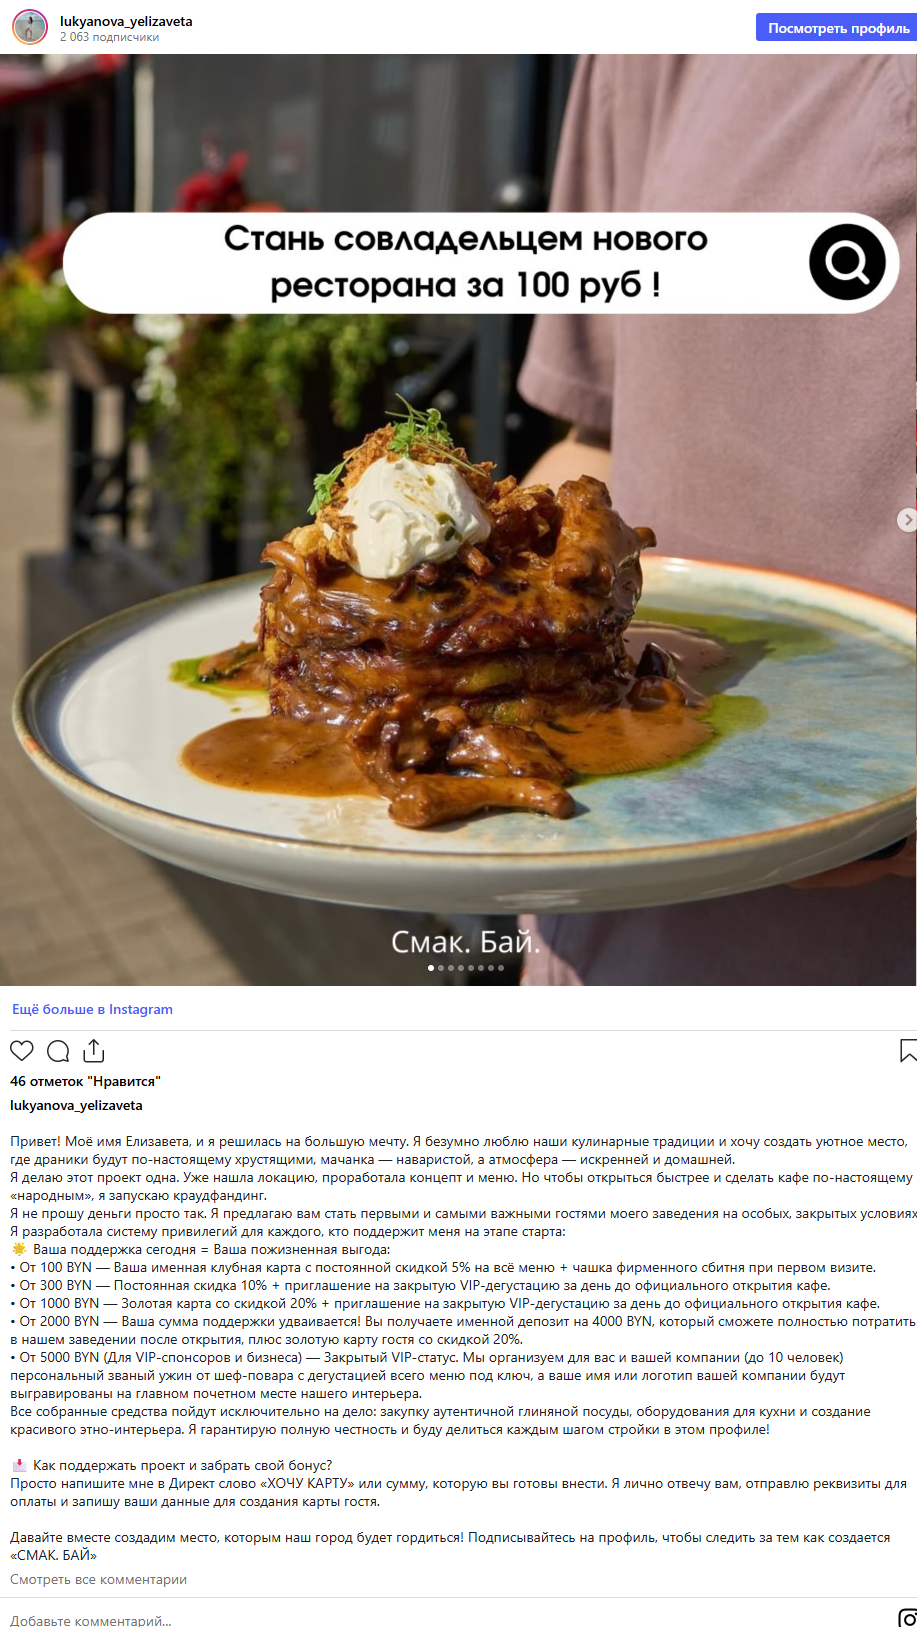 lukyanova_yelizaveta
2 063 подписчики
Посмотреть профиль
Стань совладельцем нового
ресторана за 100 руб !
Смак. Бай.
Ещё больше в Instagram
46 отметок "Нравится"
lukyanova_yelizaveta
Привет! Моё имя Елизавета, и я решилась на большую мечту. Я безумно люблю наши кулинарные традиции и хочу создать уютное место,
где драники будут по-настоящему хрустящими, мачанка — наваристой, а атмосфера — искренней и домашней.
Я делаю этот проект одна. Уже нашла локацию, проработала концепт и меню. Но чтобы открыться быстрее и сделать кафе по-настоящему
«народным», я запускаю краудфандинг.
Я не прошу деньги просто так. Я предлагаю вам стать первыми и самыми важными гостями моего заведения на особых, закрытых условиях
Я разработала систему привилегий для каждого, кто поддержит меня на этапе старта:
🌟 Ваша поддержка сегодня = Ваша пожизненная выгода:
• От 100 BYN — Ваша именная клубная карта с постоянной скидкой 5% на всё меню + чашка фирменного сбитня при первом визите.
• От 300 BYN — Постоянная скидка 10% + приглашение на закрытую VIP-дегустацию за день до официального открытия кафе.
• От 1000 BYN — Золотая карта со скидкой 20% + приглашение на закрытую VIP-дегустацию за день до официального открытия кафе.
• От 2000 BYN — Ваша сумма поддержки удваивается! Вы получаете именной депозит на 4000 BYN, который сможете полностью потратить
в нашем заведении после открытия, плюс золотую карту гостя со скидкой 20%.
• От 5000 BYN (Для VIP-спонсоров и бизнеса) — Закрытый VIP-статус. Мы организуем для вас и вашей компании (до 10 человек)
персональный званый ужин от шеф-повара с дегустацией всего меню под ключ, а ваше имя или логотип вашей компании будут
выгравированы на главном почетном месте нашего интерьера.
Все собранные средства пойдут исключительно на дело: закупку аутентичной глиняной посуды, оборудования для кухни и создание
красивого этно-интерьера. Я гарантирую полную честность и буду делиться каждым шагом стройки в этом профиле!
📩 Как поддержать проект и забрать свой бонус?
Просто напишите мне в Директ слово «ХОЧУ КАРТУ» или сумму, которую вы готовы внести. Я лично отвечу вам, отправлю реквизиты для
оплаты и запишу ваши данные для создания карты гостя.
Давайте вместе создадим место, которым наш город будет гордиться! Подписывайтесь на профиль, чтобы следить за тем как создается
«СМАК. БАЙ»
Смотреть все комментарии
Добавьте комментарий...